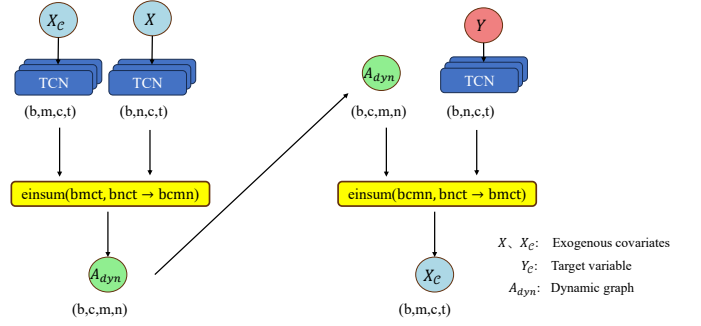 X_C
X
TCN
TCN
(b,m,c,t)
(b,n,c,t)
einsum(bmct, bnct → bcmn)
A_dyn
(b,c,m,n)
Y
A_dyn
TCN
(b,c,m,n)
(b,n,c,t)
einsum(bcmn, bnct → bmct)
X_C
(b,m,c,t)
X、X_C: Exogenous covariates
Y_C: Target variable
A_dyn: Dynamic graph